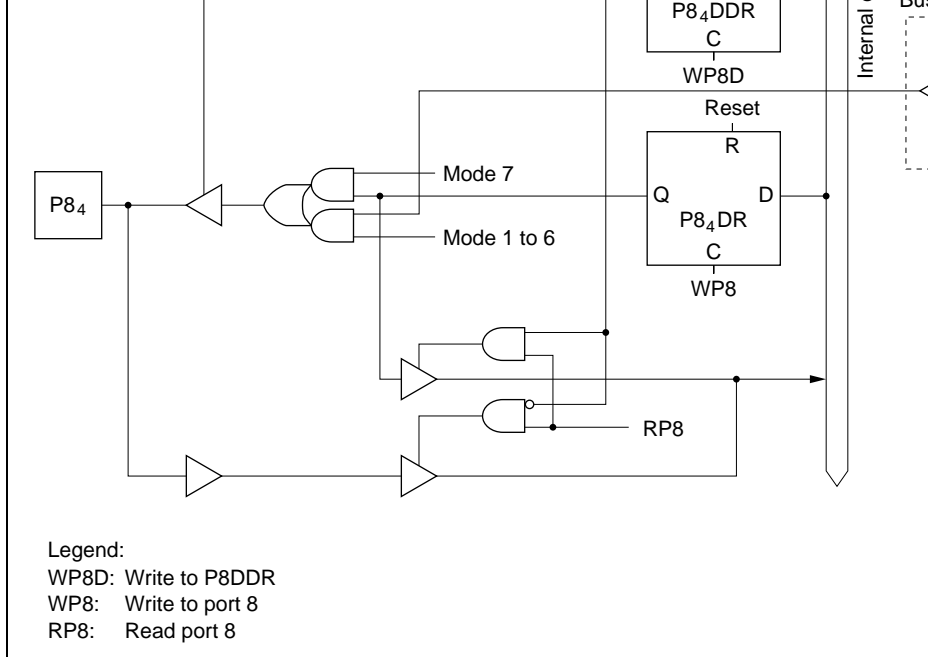 P84DDR
C
WP8D
Internal
Reset
R
Mode 7
P84
Q
D
P84DR
Mode 1 to 6
C
WP8
RP8
Legend:
WP8D: Write to P8DDR
WP8: Write to port 8
RP8: Read port 8